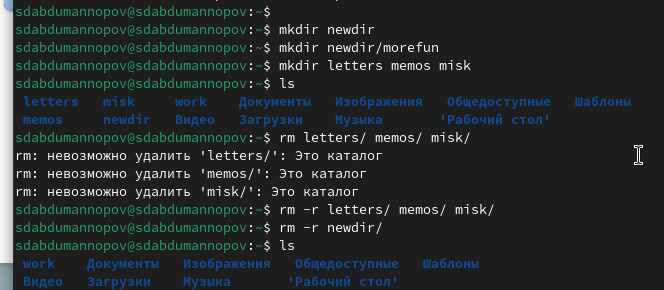 sdabdumannopov@sdabdumannopov:~$
sdabdumannopov@sdabdumannopov:~$ mkdir newdir
sdabdumannopov@sdabdumannopov:~$ mkdir newdir/morefun
sdabdumannopov@sdabdumannopov:~$ mkdir letters memos misk
sdabdumannopov@sdabdumannopov:~$ ls
letters misk work Документы Изображения Общедоступные Шаблоны
memos newdir Видео Загрузки Музыка 'Рабочий стол'
sdabdumannopov@sdabdumannopov:~$ rm letters/ memos/ misk/
rm: невозможно удалить 'letters/': Это каталог
rm: невозможно удалить 'memos/': Это каталог
rm: невозможно удалить 'misk/': Это каталог
sdabdumannopov@sdabdumannopov:~$ rm -r letters/ memos/ misk/
sdabdumannopov@sdabdumannopov:~$ rm -r newdir/
sdabdumannopov@sdabdumannopov:~$ ls
work Документы Изображения Общедоступные Шаблоны
Видео Загрузки Музыка 'Рабочий стол'